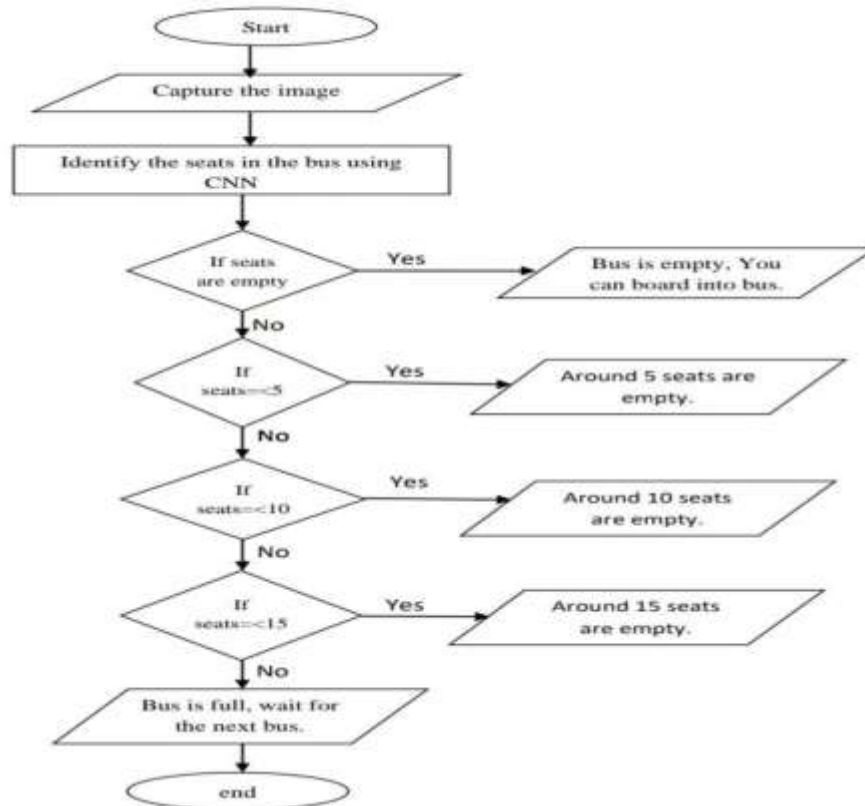 Start
Capture the image
Identify the seats in the bus using
CNN
If seats
are empty
Yes
Bus is empty, You
can board into bus.
No
If
seats=<5
Yes
Around 5 seats are
empty.
No
If
seats=<10
Yes
Around 10 seats
are empty.
No
If
seats=<15
Yes
Around 15 seats
are empty.
No
Bus is full, wait for
the next bus.
end